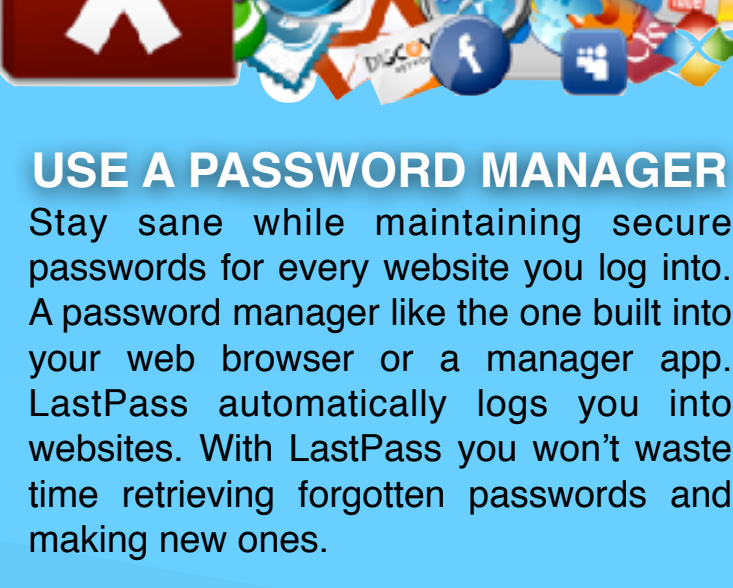 DISCOV
f
USE A PASSWORD MANAGER
Stay sane while maintaining secure
passwords for every website you log into.
A password manager like the one built into
your web browser or a manager app.
LastPass automatically logs you into
websites. With LastPass you won't waste
time retrieving forgotten passwords and
making new ones.